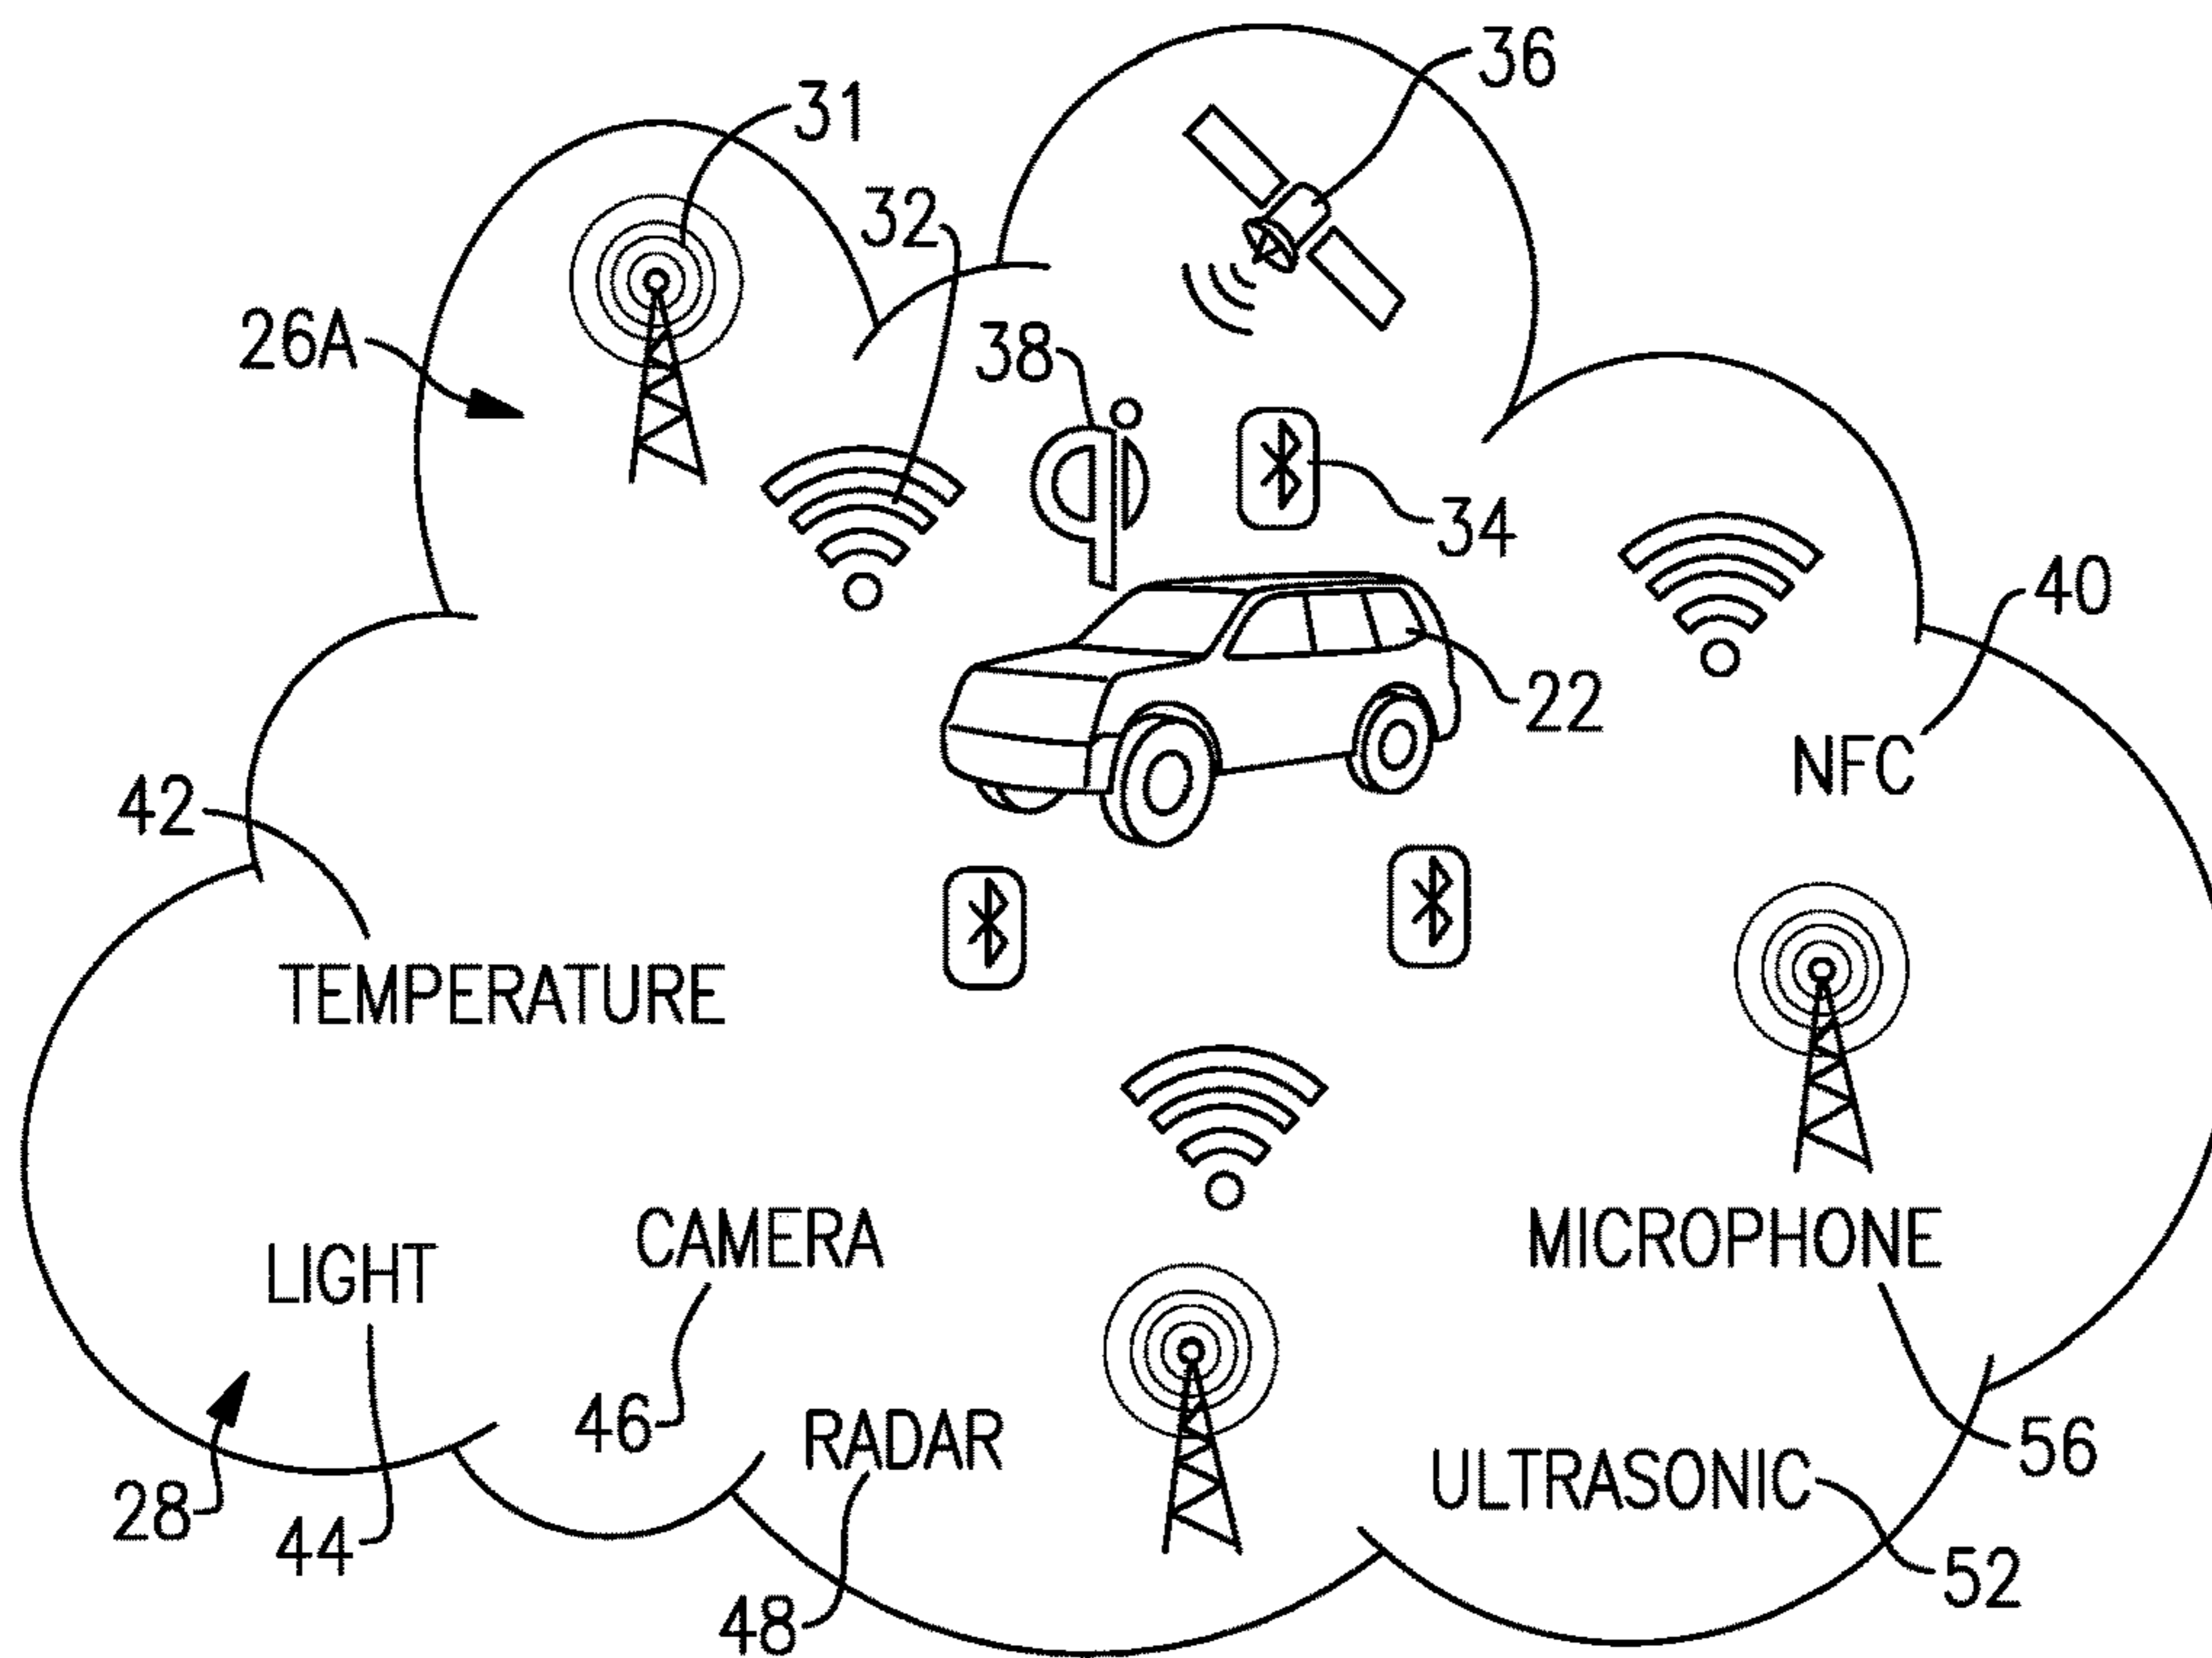 36
31
32
26A
38
34
40
22
NFC
42
TEMPERATURE
CAMERA
MICROPHONE
LIGHT
46
RADAR
56
ULTRASONIC
28
44
52
48